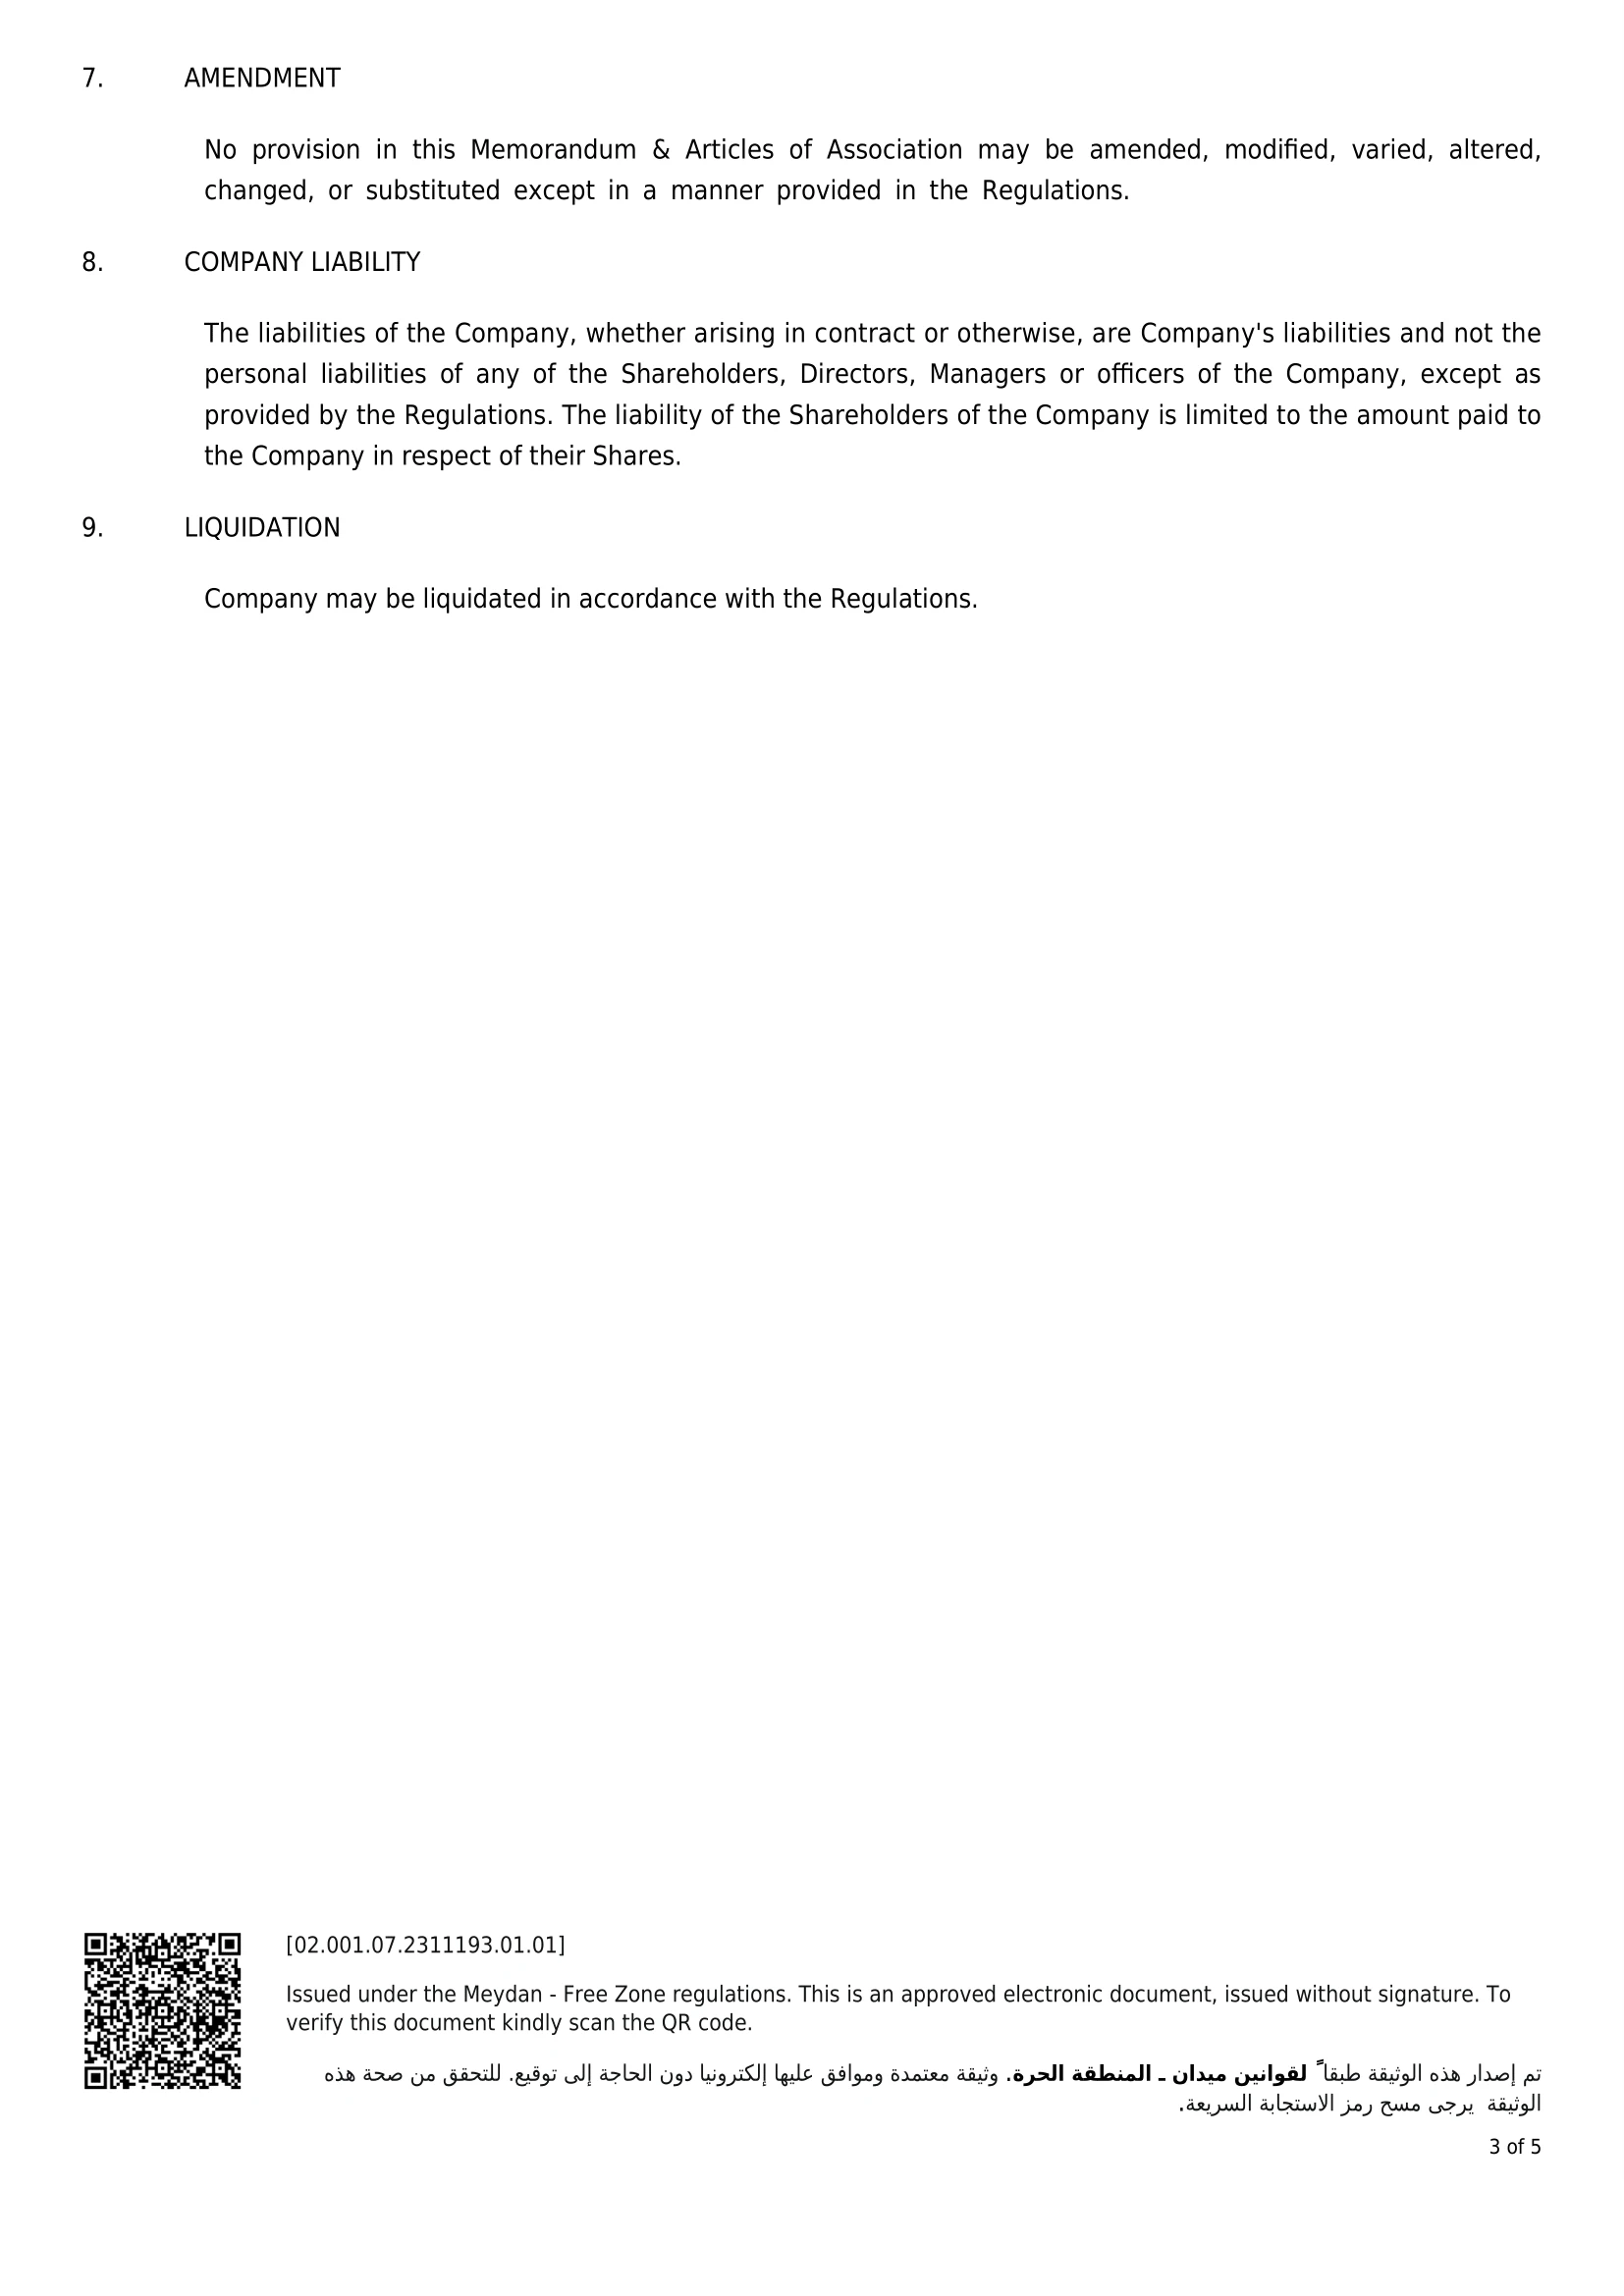 7. AMENDMENT
No provision in this Memorandum & Articles of Association may be amended, modified, varied, altered,
changed, or substituted except in a manner provided in the Regulations.
8. COMPANY LIABILITY
The liabilities of the Company, whether arising in contract or otherwise, are Company's liabilities and not the
personal liabilities of any of the Shareholders, Directors, Managers or officers of the Company, except as
provided by the Regulations. The liability of the Shareholders of the Company is limited to the amount paid to
the Company in respect of their Shares.
9. LIQUIDATION
Company may be liquidated in accordance with the Regulations.
[02.001.07.2311193.01.01]
Issued under the Meydan - Free Zone regulations. This is an approved electronic document, issued without signature. To
verify this document kindly scan the QR code.
تم إصدار هذه الوثيقة طبقاً لقوانين ميدان ـ المنطقة الحرة. وثيقة معتمدة وموافق عليها إلكترونيا دون الحاجة إلى توقيع. للتحقق من صحة هذه
الوثيقة يرجى مسح رمز الاستجابة السريعة.
3 of 5